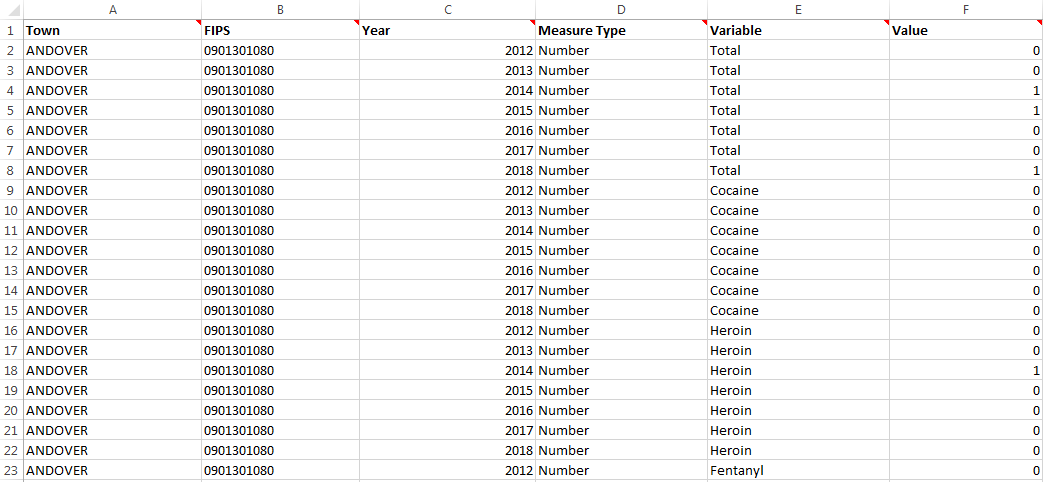 A B C D E F
1 Town FIPS Year Measure Type Variable Value
2 ANDOVER 0901301080 2012 Number Total 0
3 ANDOVER 0901301080 2013 Number Total 0
4 ANDOVER 0901301080 2014 Number Total 1
5 ANDOVER 0901301080 2015 Number Total 1
6 ANDOVER 0901301080 2016 Number Total 0
7 ANDOVER 0901301080 2017 Number Total 0
8 ANDOVER 0901301080 2018 Number Total 1
9 ANDOVER 0901301080 2012 Number Cocaine 0
10 ANDOVER 0901301080 2013 Number Cocaine 0
11 ANDOVER 0901301080 2014 Number Cocaine 0
12 ANDOVER 0901301080 2015 Number Cocaine 0
13 ANDOVER 0901301080 2016 Number Cocaine 0
14 ANDOVER 0901301080 2017 Number Cocaine 0
15 ANDOVER 0901301080 2018 Number Cocaine 0
16 ANDOVER 0901301080 2012 Number Heroin 0
17 ANDOVER 0901301080 2013 Number Heroin 0
18 ANDOVER 0901301080 2014 Number Heroin 1
19 ANDOVER 0901301080 2015 Number Heroin 0
20 ANDOVER 0901301080 2016 Number Heroin 0
21 ANDOVER 0901301080 2017 Number Heroin 0
22 ANDOVER 0901301080 2018 Number Heroin 0
23 ANDOVER 0901301080 2012 Number Fentanyl 0